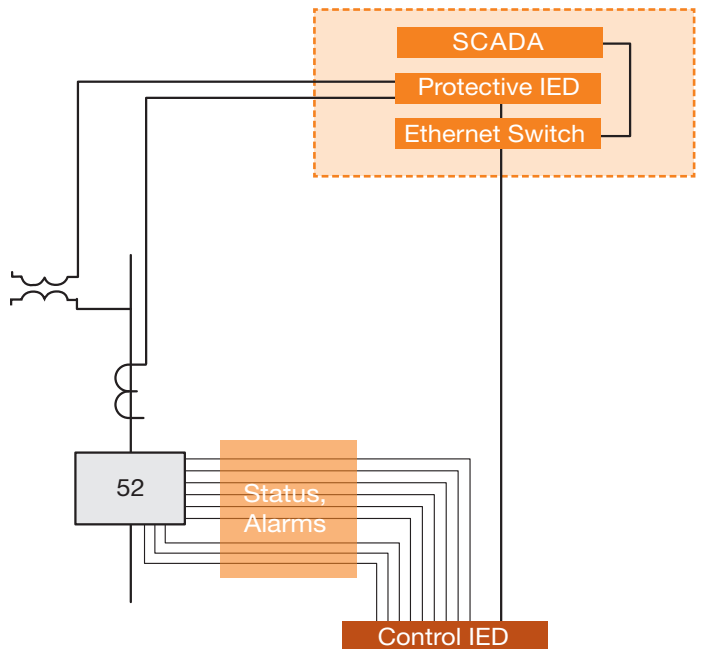 SCADA
Protective IED
Ethernet Switch
52
Status,
Alarms
Control IED